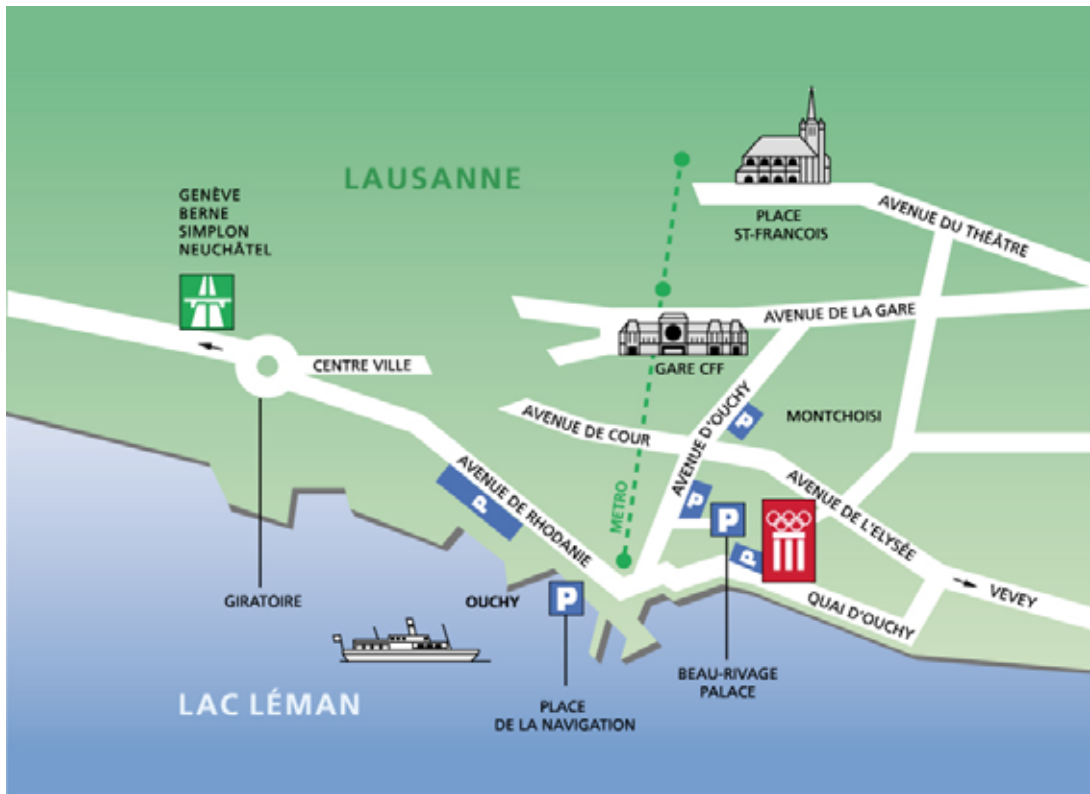 LAUSANNE
GENÈVE
BERNE
SIMPLON
NEUCHÂTEL
PLACE
ST-FRANCOIS
AVENUE DU THÉÂTRE
AVENUE DE LA GARE
GARE CFF
CENTRE VILLE
AVENUE DE COUR
AVENUE D'OUCHY
P
MONTCHOISI
AVENUE DE RHODANIE
P
METRO
P
P
P
AVENUE DE L'ELYSÉE
VEVEY
QUAI D'OUCHY
GIRATOIRE
OUCHY
P
BEAU-RIVAGE
PALACE
LAC LÉMAN
PLACE
DE LA NAVIGATION